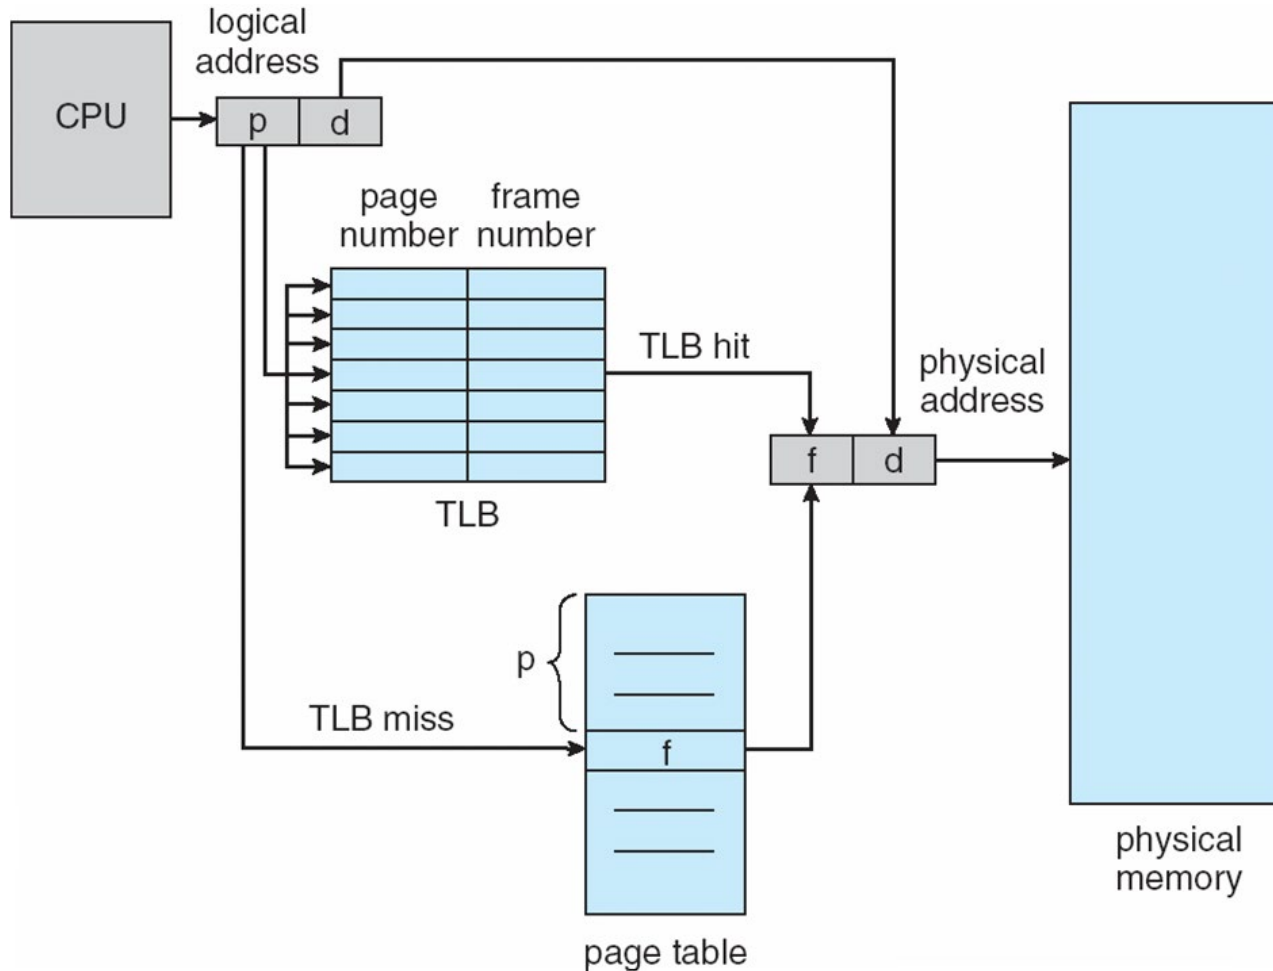 logical
address
CPU
p
d
page
number
frame
number
TLB hit
physical
address
f
d
TLB
p
TLB miss
f
physical
memory
page table